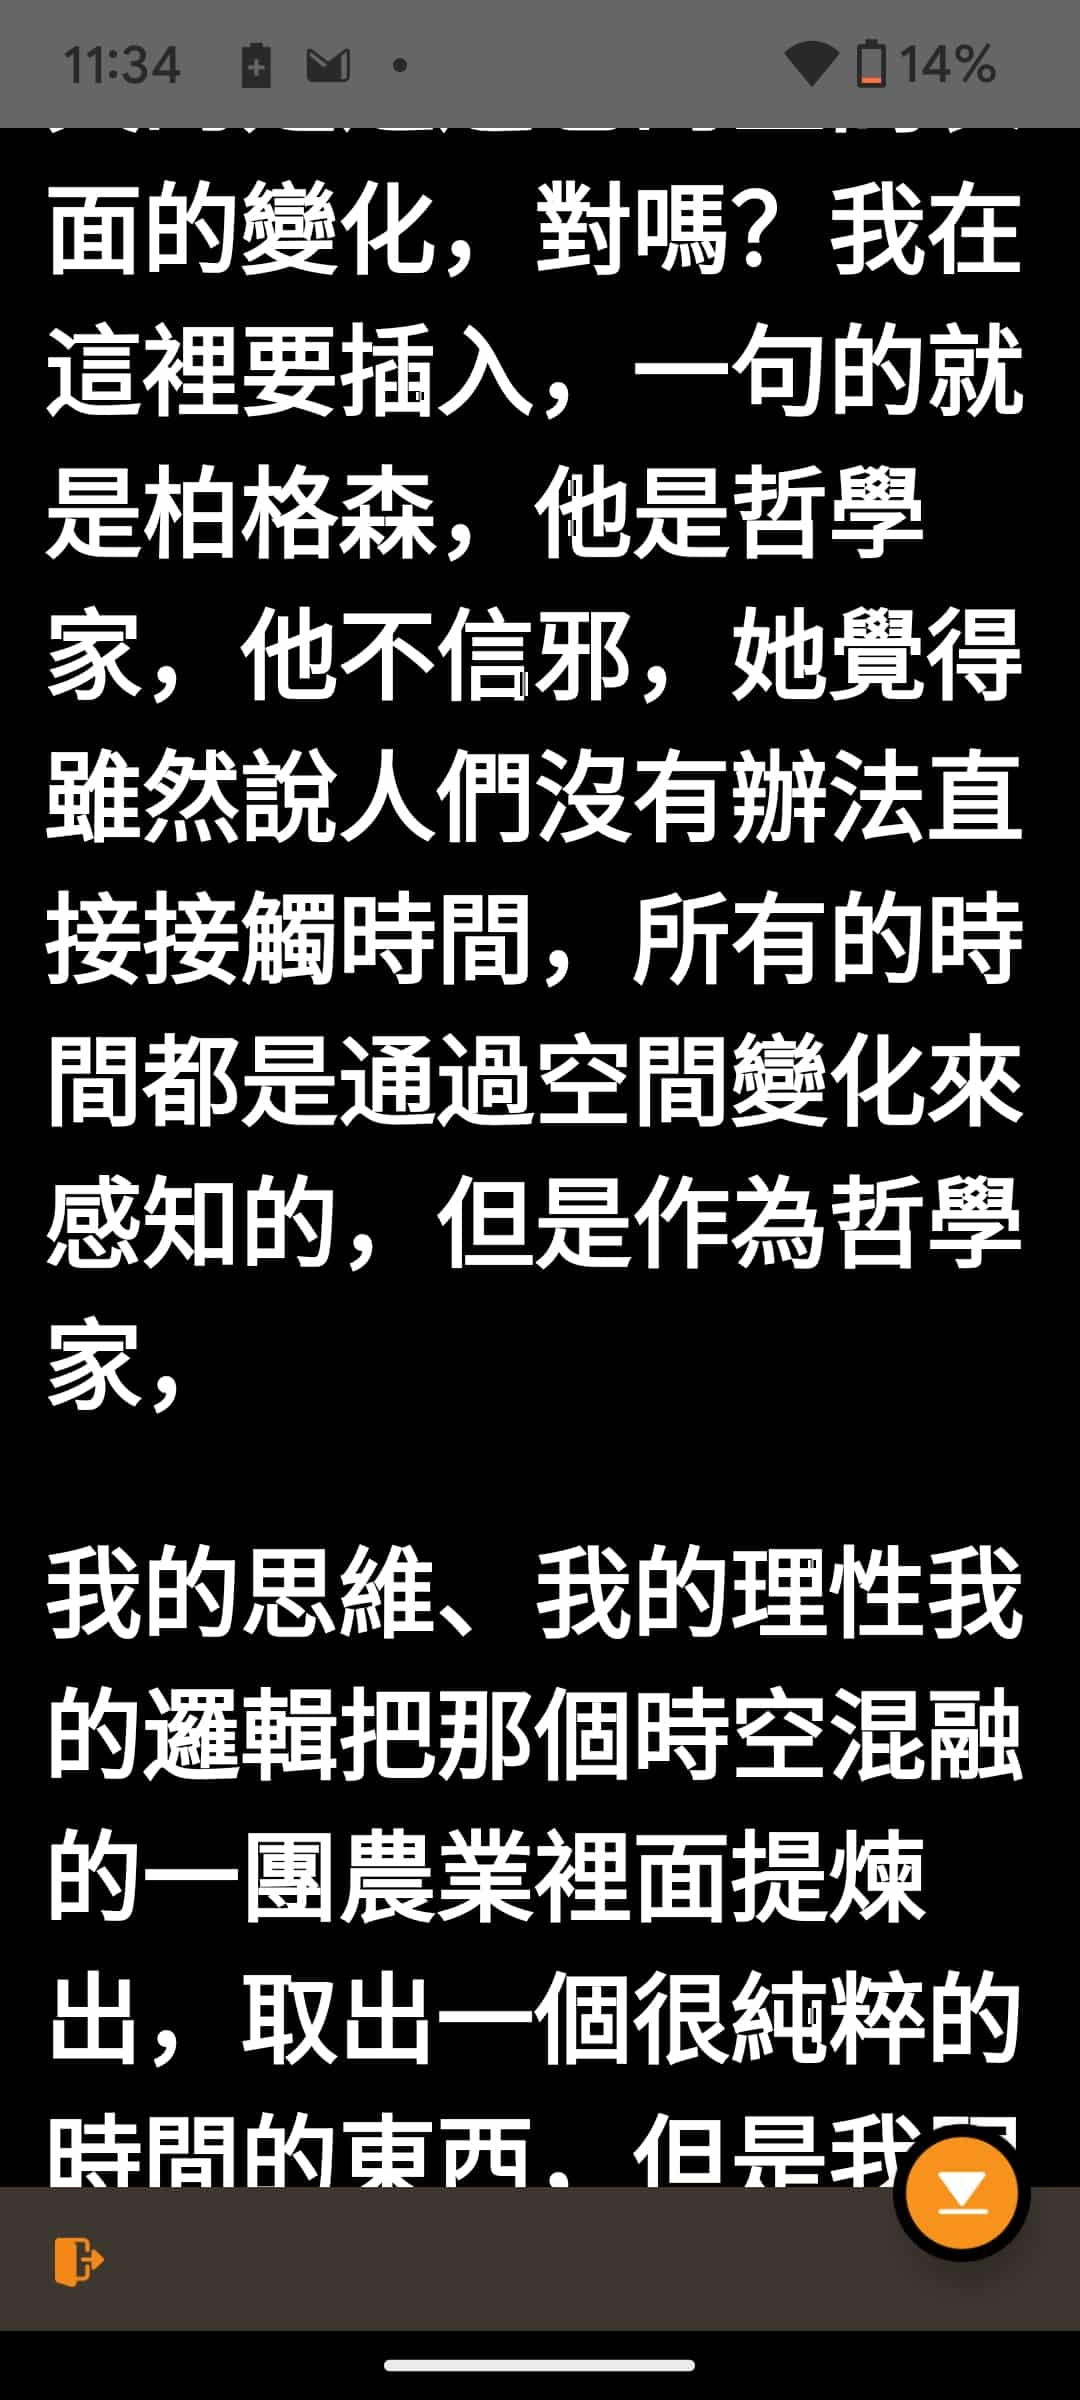 11:34
14%
面的變化，對嗎？我在
這裡要插入，一句的就
是柏格森，他是哲學
家，他不信邪，她覺得
雖然說人們沒有辦法直
接接觸時間，所有的時
間都是通過空間變化來
感知的，但是作為哲學
家，
我的思維、我的理性我
的邏輯把那個時空混融
的一團農業裡面提煉
出，取出一個很純粹的
時間的東西，但是我